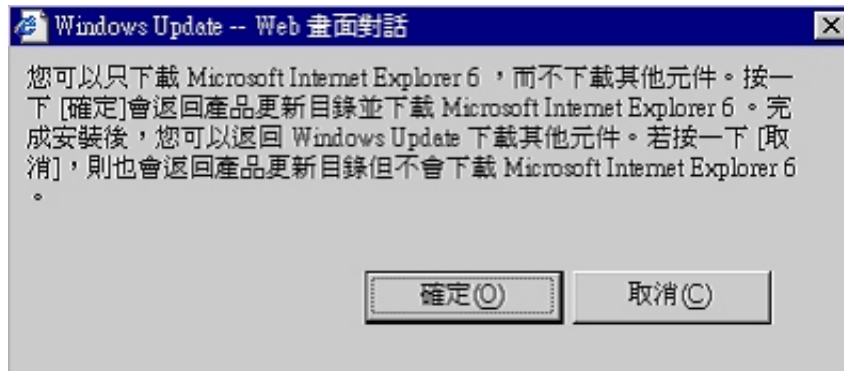 Windows Update -- Web 畫面對話
您可以只下載 Microsoft Internet Explorer 6 ，而不下載其他元件。按一
下 [確定]會返回產品更新目錄並下載 Microsoft Internet Explorer 6 。完
成安裝後，您可以返回 Windows Update 下載其他元件。若按一下 [取
消]，則也會返回產品更新目錄但不會下載 Microsoft Internet Explorer 6
。
確定(O)
取消(C)